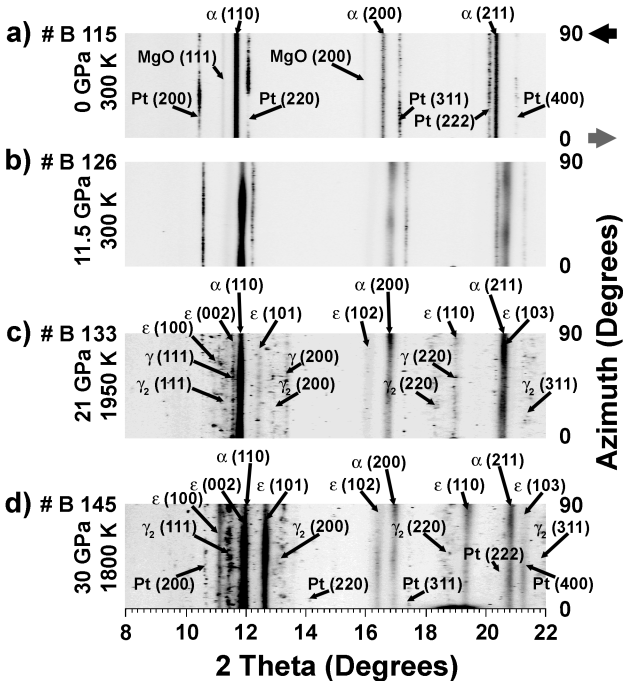 α (110) α (200) α (211)
a) # B 115 90
0 GPa
300 K
MgO (111) MgO (200)
Pt (200) Pt (220) Pt (311) Pt (400)
Pt (222)
0
b) # B 126 90
11.5 GPa
300 K
0
Azimuth (Degrees)
α (110) α (200) α (211)
ε (002) ε (101) ε (102) ε (110) ε (103)
c) # B 133 90
21 GPa
1950 K
ε (100)
γ (111) γ (200) γ (220)
γ₂ (111) γ₂ (200) γ₂ (220) γ₂ (311)
0
α (110) α (200) α (211)
ε (002) ε (101) ε (102) ε (110) ε (103)
d) # B 145 90
30 GPa
1800 K
ε (100)
γ₂ (111) γ₂ (200) γ₂ (220) γ₂ (311)
Pt (222)
Pt (200) Pt (220) Pt (311) Pt (400)
0
8 10 12 14 16 18 20 22
2 Theta (Degrees)